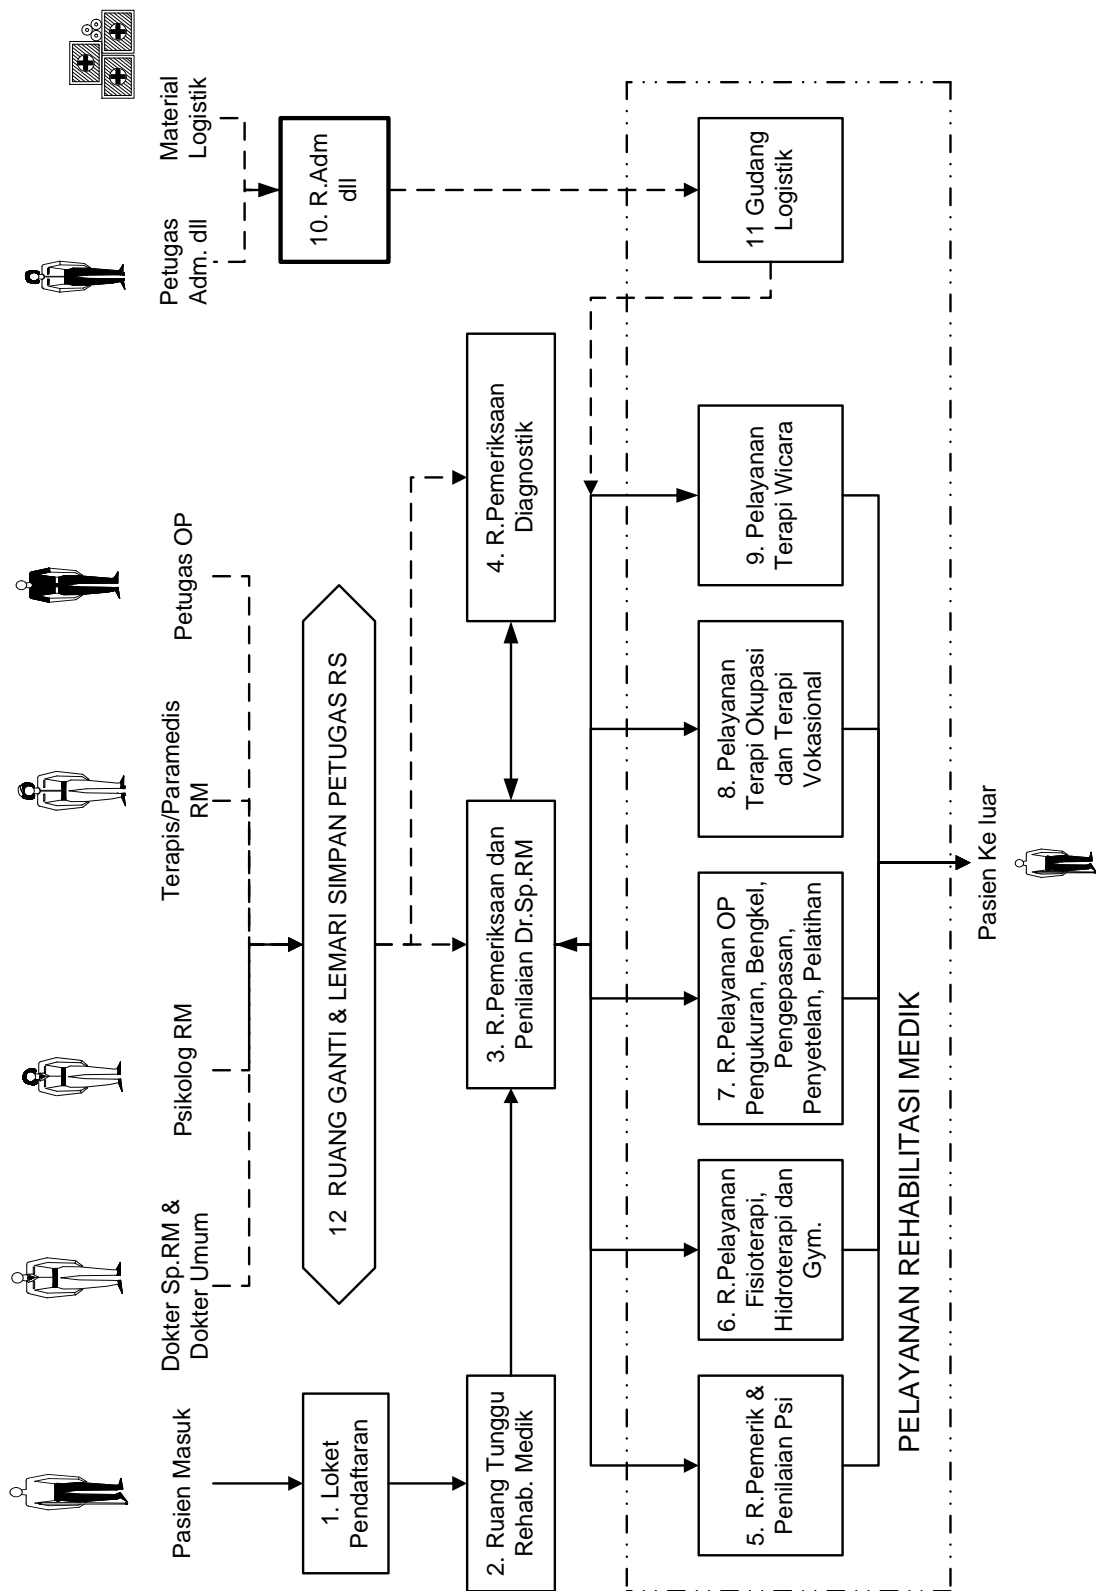 Pasien Masuk
Dokter Sp.RM &
Dokter Umum
Psikolog RM
Terapis/Paramedis
RM
Petugas OP
Petugas
Adm. dll
Material
Logistik
1. Loket
Pendaftaran
12 RUANG GANTI & LEMARI SIMPAN PETUGAS RS
10. R.Adm
dll
2. Ruang Tunggu
Rehab. Medik
3. R.Pemeriksaan dan
Penilaian Dr.Sp.RM
4. R.Pemeriksaan
Diagnostik
5. R.Pemerik &
Penilaian Psi
6. R.Pelayanan
Fisioterapi,
Hidroterapi dan
Gym.
7. R.Pelayanan OP
Pengukuran, Bengkel,
Pengepasan,
Penyetelan, Pelatihan
8. Pelayanan
Terapi Okupasi
dan Terapi
Vokasional
9. Pelayanan
Terapi Wicara
11 Gudang
Logistik
PELAYANAN REHABILITASI MEDIK
Pasien Ke luar